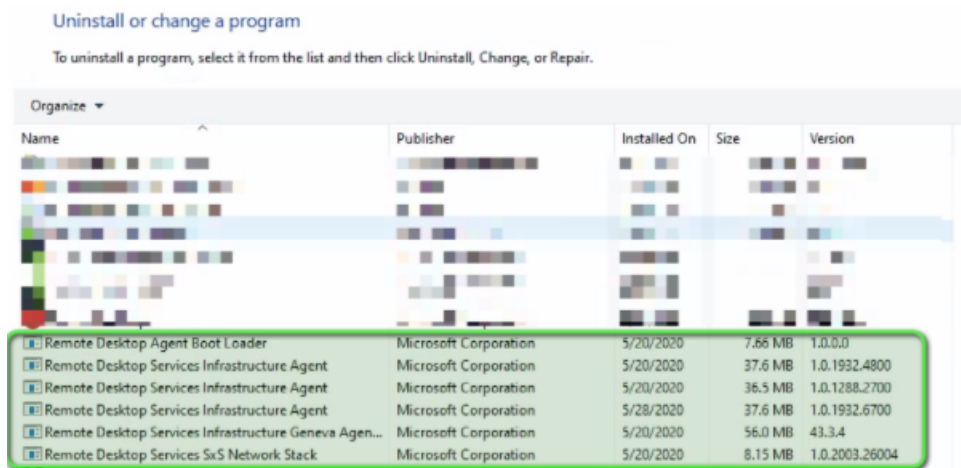 Uninstall or change a program
To uninstall a program, select it from the list and then click Uninstall, Change, or Repair.
Organize
Name Publisher Installed On Size Version
Remote Desktop Agent Boot Loader Microsoft Corporation 5/20/2020 7.66 MB 1.0.0.0
Remote Desktop Services Infrastructure Agent Microsoft Corporation 5/20/2020 37.6 MB 1.0.1932.4800
Remote Desktop Services Infrastructure Agent Microsoft Corporation 5/20/2020 36.5 MB 1.0.1288.2700
Remote Desktop Services Infrastructure Agent Microsoft Corporation 5/28/2020 37.6 MB 1.0.1932.6700
Remote Desktop Services Infrastructure Geneva Agen... Microsoft Corporation 5/20/2020 56.0 MB 43.3.4
Remote Desktop Services SxS Network Stack Microsoft Corporation 5/20/2020 8.15 MB 1.0.2003.26004